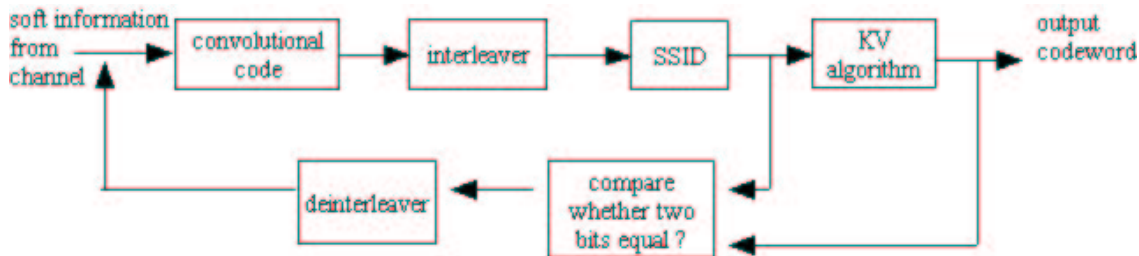 soft information
from
channel
convolutional
code
interleaver
SSID
KV
algorithm
output
codeword
deinterleaver
compare
whether two
bits equal ?